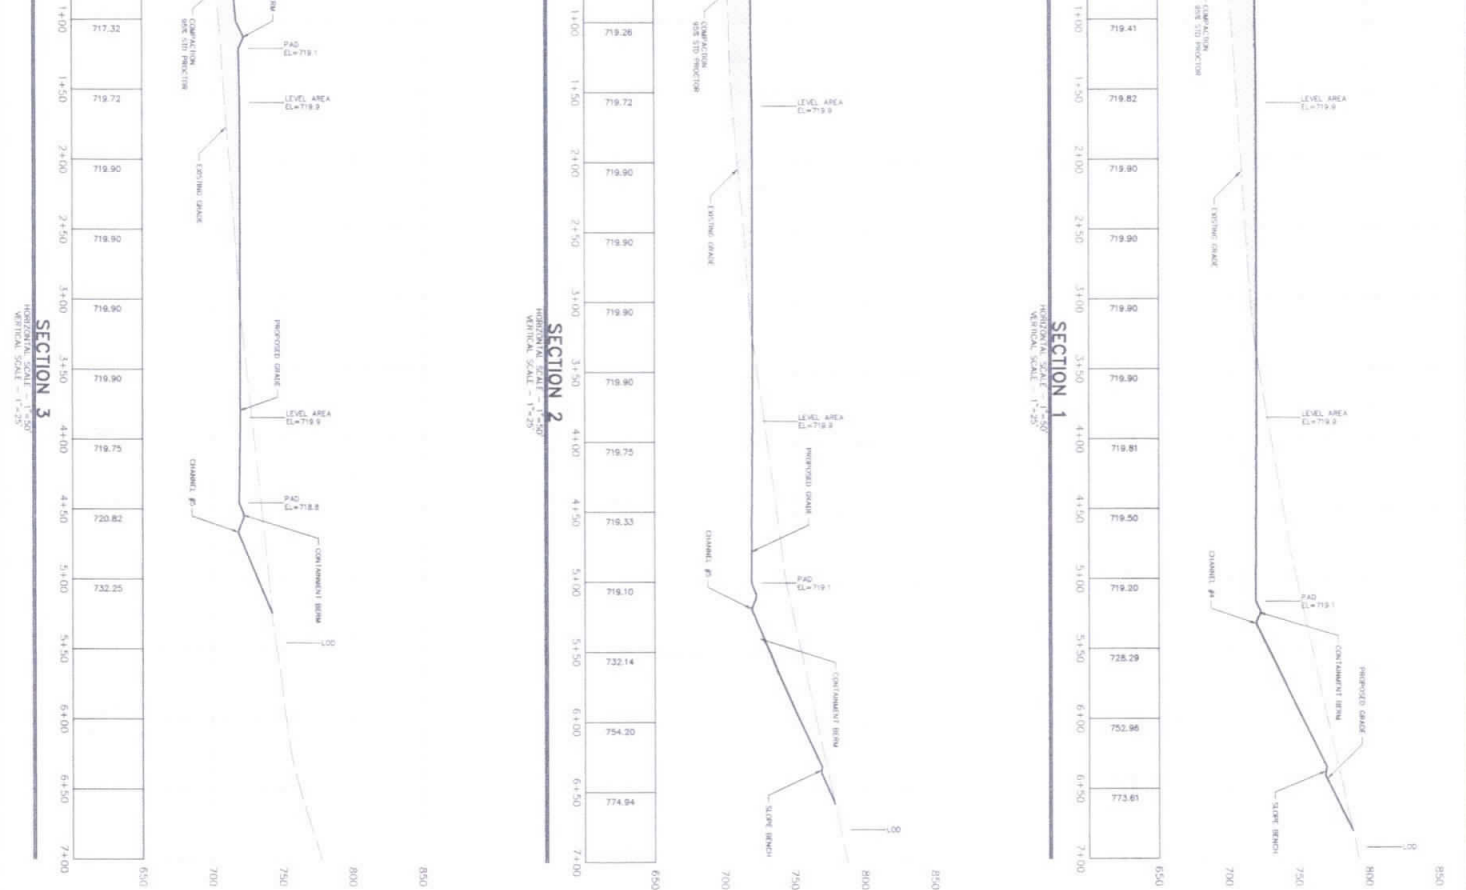 SECTION 3
HORIZONTAL SCALE - 1"=50'
VERTICAL SCALE - 1"=25'
1+00
1+50
2+00
2+50
3+00
3+50
4+00
4+50
5+00
5+50
6+00
6+50
7+00
717.32
719.72
719.90
719.90
719.90
719.90
719.75
720.82
732.25
COMPACTION
95% STD PROCTOR
PAD
EL=719.1
LEVEL AREA
EL=719.9
EXISTING GRADE
PROPOSED GRADE
LEVEL AREA
EL=719.9
CHANNEL #5
PAD
EL=718.8
CONTAINMENT BERM
LOD
650
700
750
800
850
SECTION 2
HORIZONTAL SCALE - 1"=50'
VERTICAL SCALE - 1"=25'
1+00
1+50
2+00
2+50
3+00
3+50
4+00
4+50
5+00
5+50
6+00
6+50
7+00
719.26
719.72
719.90
719.90
719.90
719.90
719.75
719.33
719.10
732.14
754.20
774.94
COMPACTION
95% STD PROCTOR
LEVEL AREA
EL=719.9
EXISTING GRADE
LEVEL AREA
EL=719.9
PROPOSED GRADE
CHANNEL #5
PAD
EL=719.1
CONTAINMENT BERM
SLOPE BENCH
LOD
650
700
750
800
850
SECTION 1
HORIZONTAL SCALE - 1"=50'
VERTICAL SCALE - 1"=25'
1+00
1+50
2+00
2+50
3+00
3+50
4+00
4+50
5+00
5+50
6+00
6+50
7+00
719.41
719.82
719.90
719.90
719.90
719.90
719.81
719.50
719.20
728.29
752.96
773.61
COMPACTION
95% STD PROCTOR
LEVEL AREA
EL=719.9
EXISTING GRADE
LEVEL AREA
EL=719.9
CHANNEL #4
PAD
EL=719.1
CONTAINMENT BERM
PROPOSED GRADE
SLOPE BENCH
LOD
650
700
750
800
850